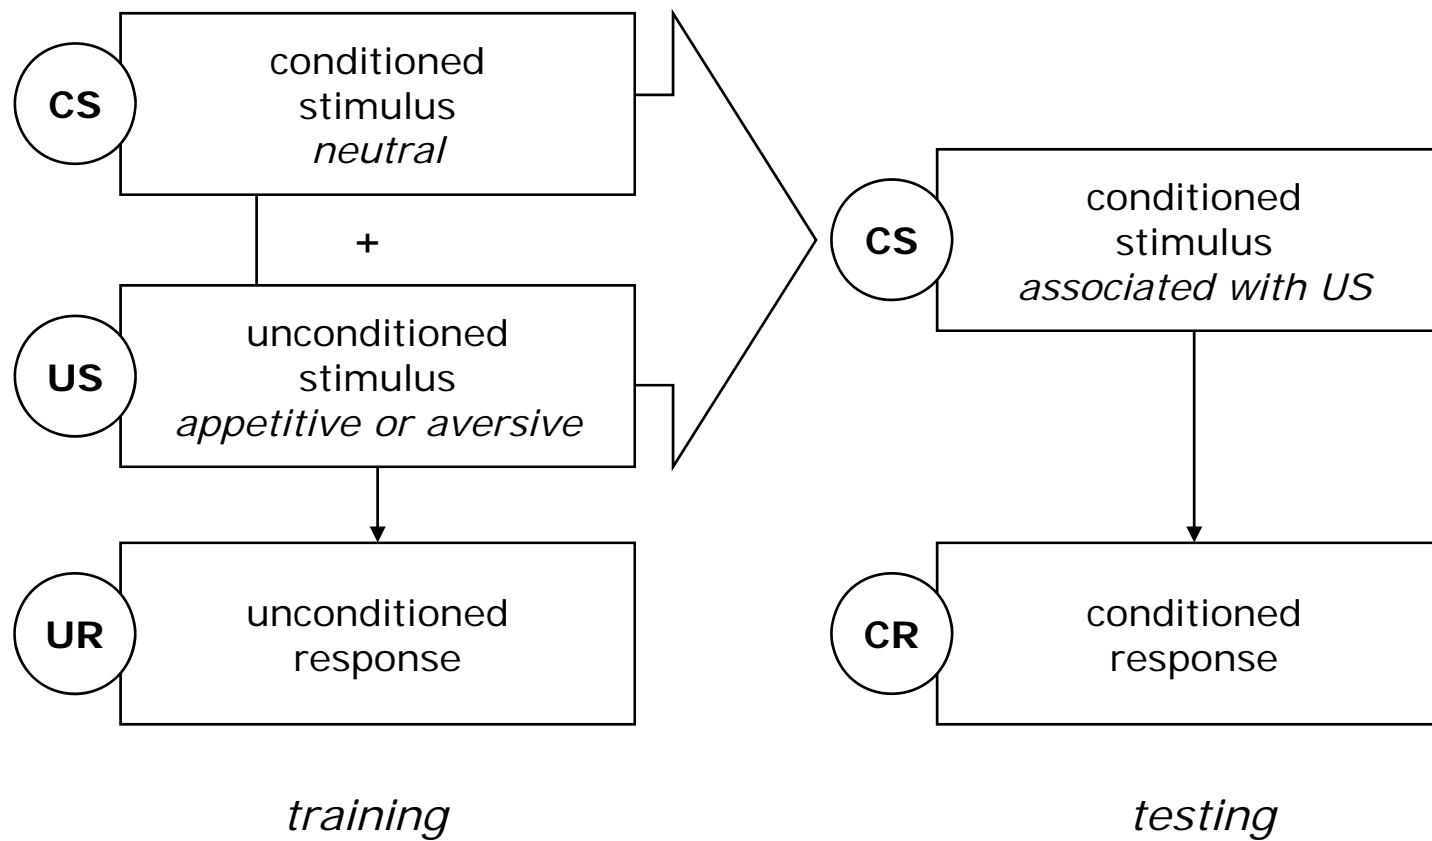 CS
conditioned
stimulus
neutral
+
US
unconditioned
stimulus
appetitive or aversive
UR
unconditioned
response
training
CS
conditioned
stimulus
associated with US
CR
conditioned
response
testing